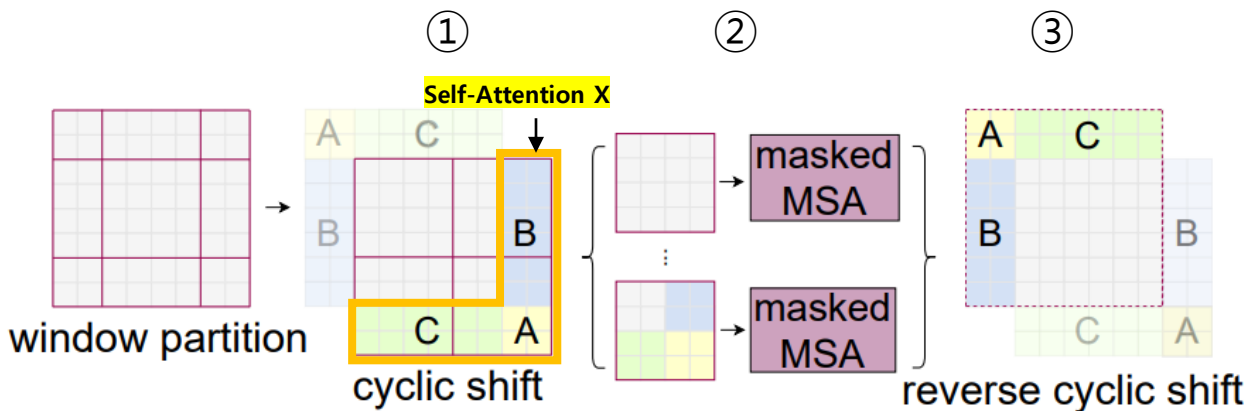 ① ② ③
Self-Attention X
A C
B B
C A
window partition
cyclic shift
masked
MSA
⋮
masked
MSA
A C
B B
C A
reverse cyclic shift